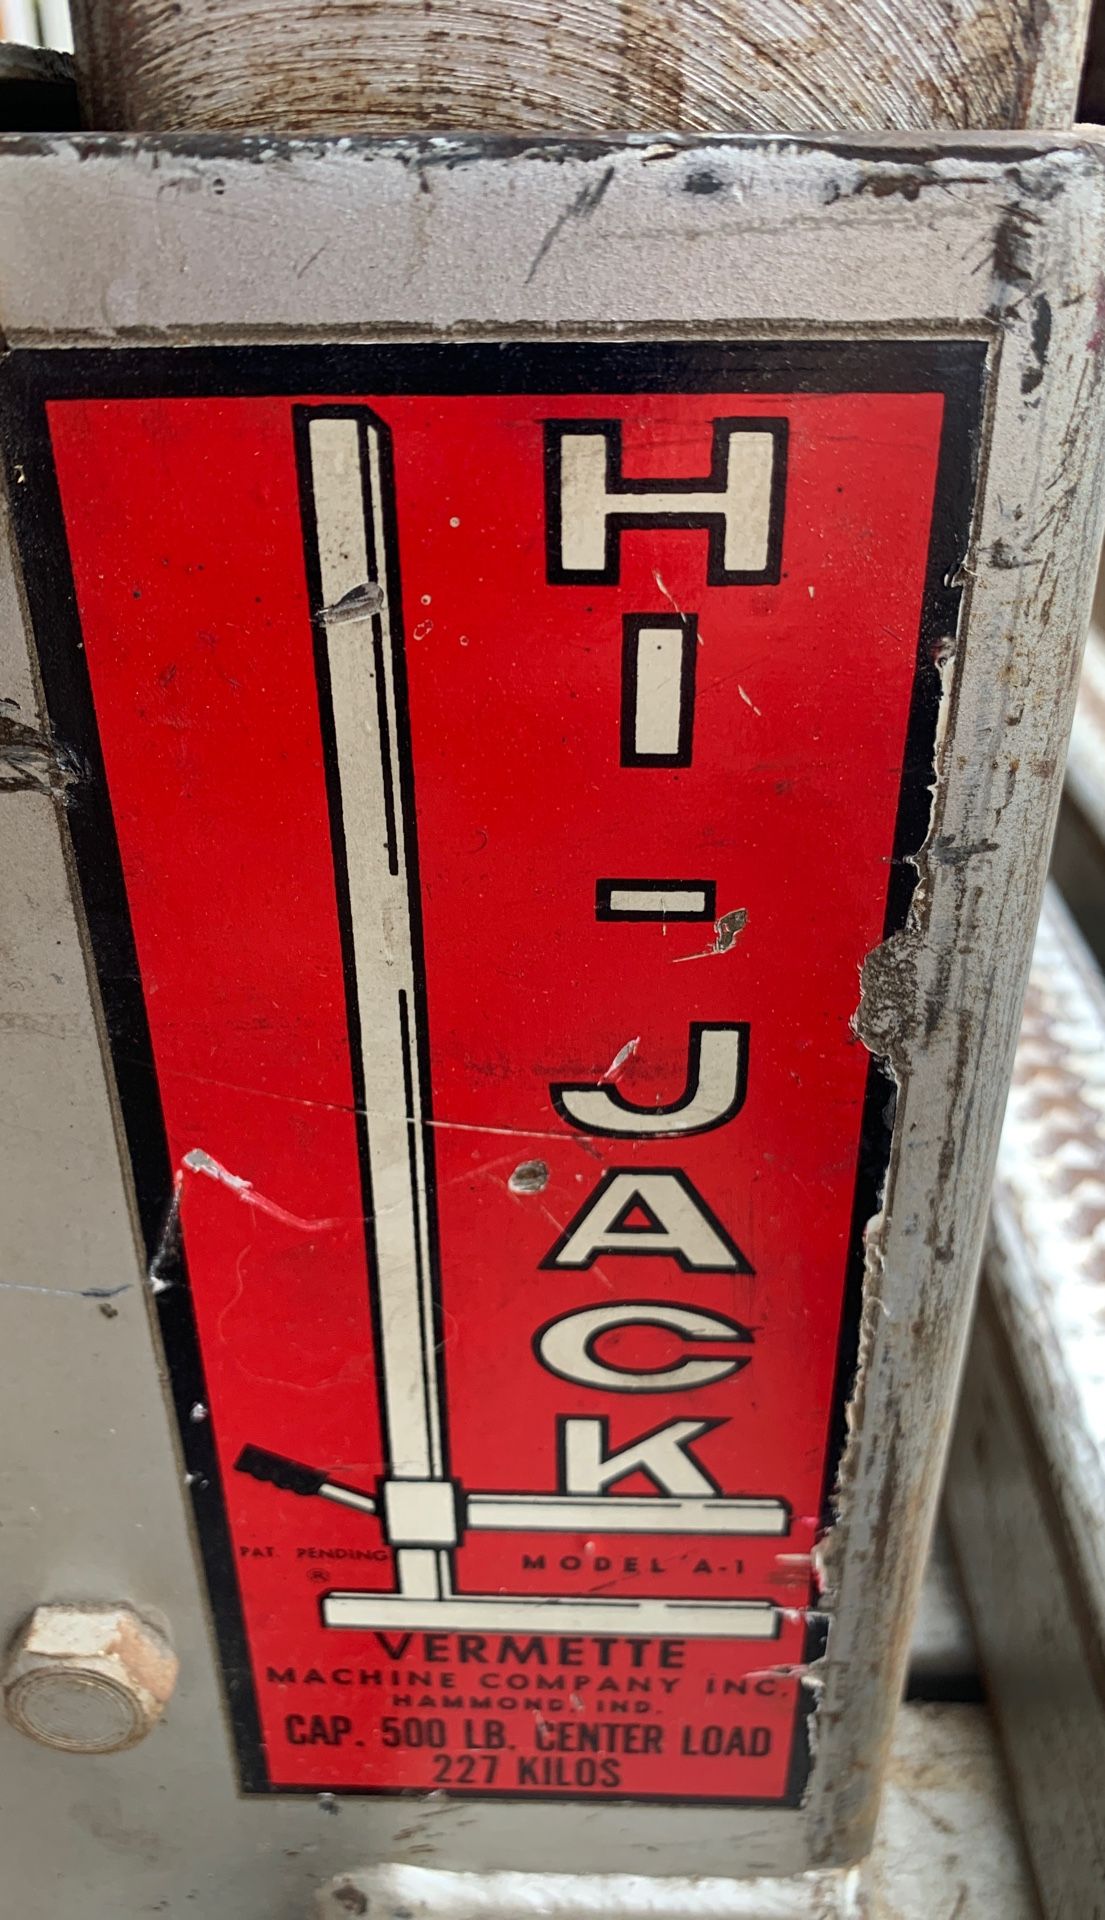 HI-JACK
PAT. PENDING
®
MODEL A-1
VERMETTE
MACHINE COMPANY INC.
HAMMOND, IND.
CAP. 500 LB. CENTER LOAD
227 KILOS